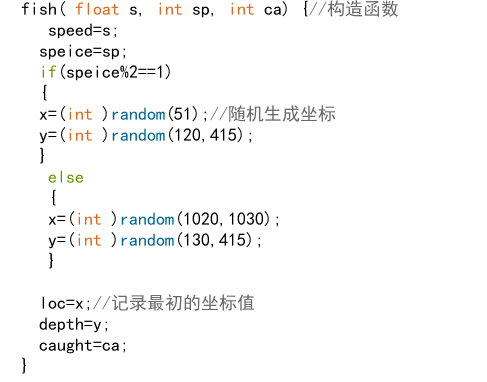 fish( float s, int sp, int ca) {//构造函数
speed=s;
speice=sp;
if(speice%2==1)
{
x=(int )random(51);//随机生成坐标
y=(int )random(120,415);
}
else
{
x=(int )random(1020,1030);
y=(int )random(130,415);
}
loc=x;//记录最初的坐标值
depth=y;
caught=ca;
}